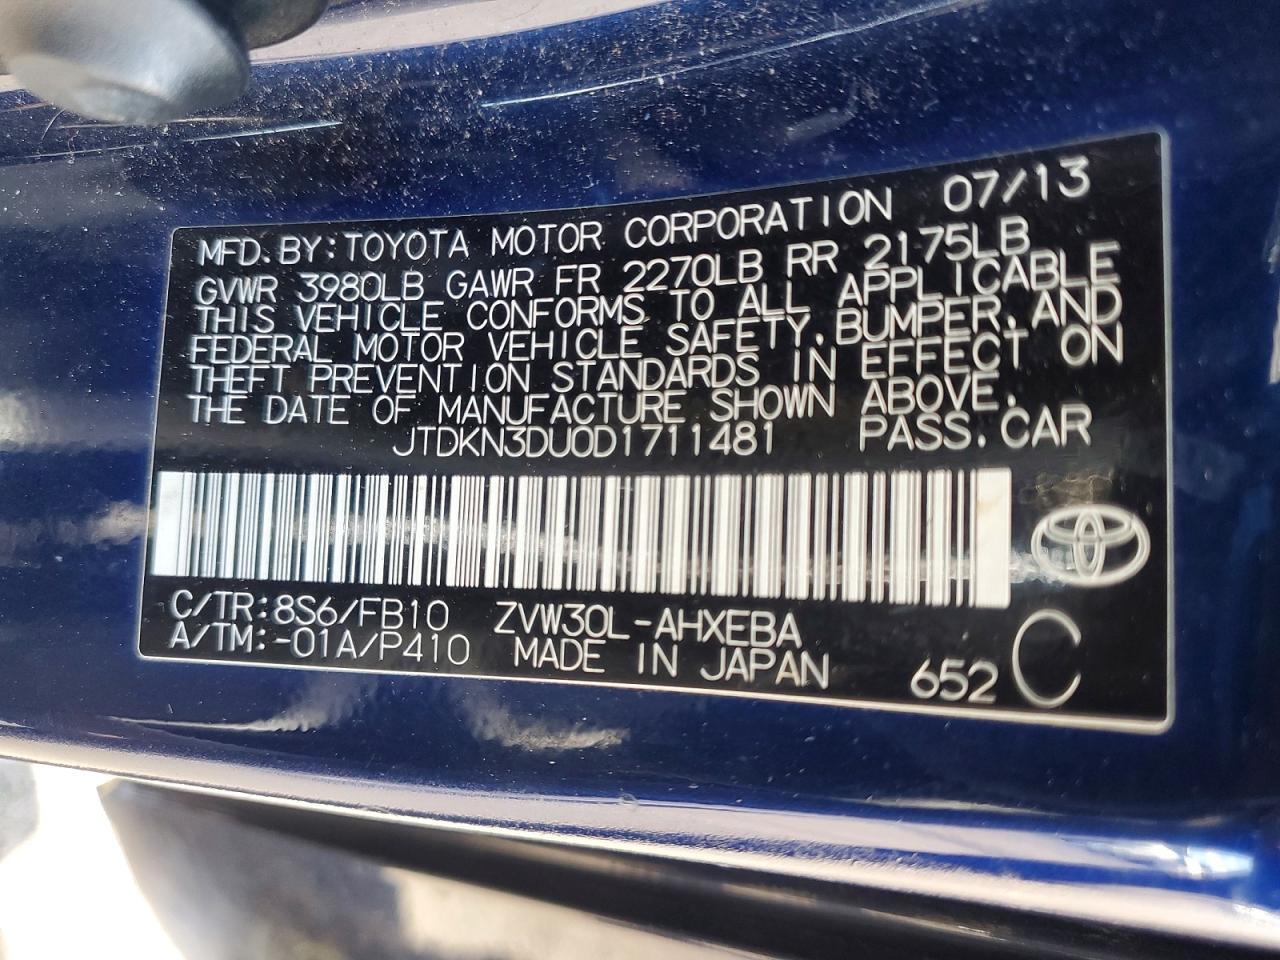 MFD. BY: TOYOTA MOTOR CORPORATION 07/13
GVWR 3980LB GAWR FR 2270LB RR 2175LB
THIS VEHICLE CONFORMS TO ALL APPLICABLE
FEDERAL MOTOR VEHICLE SAFETY, BUMPER, AND
THEFT PREVENTION STANDARDS IN EFFECT ON
THE DATE OF MANUFACTURE SHOWN ABOVE.
JTDKN3DU0D1711481 PASS. CAR
C/TR: 8S6/FB10 ZVW30L-AHXEBA
A/TM: -01A/P410 MADE IN JAPAN 652 C